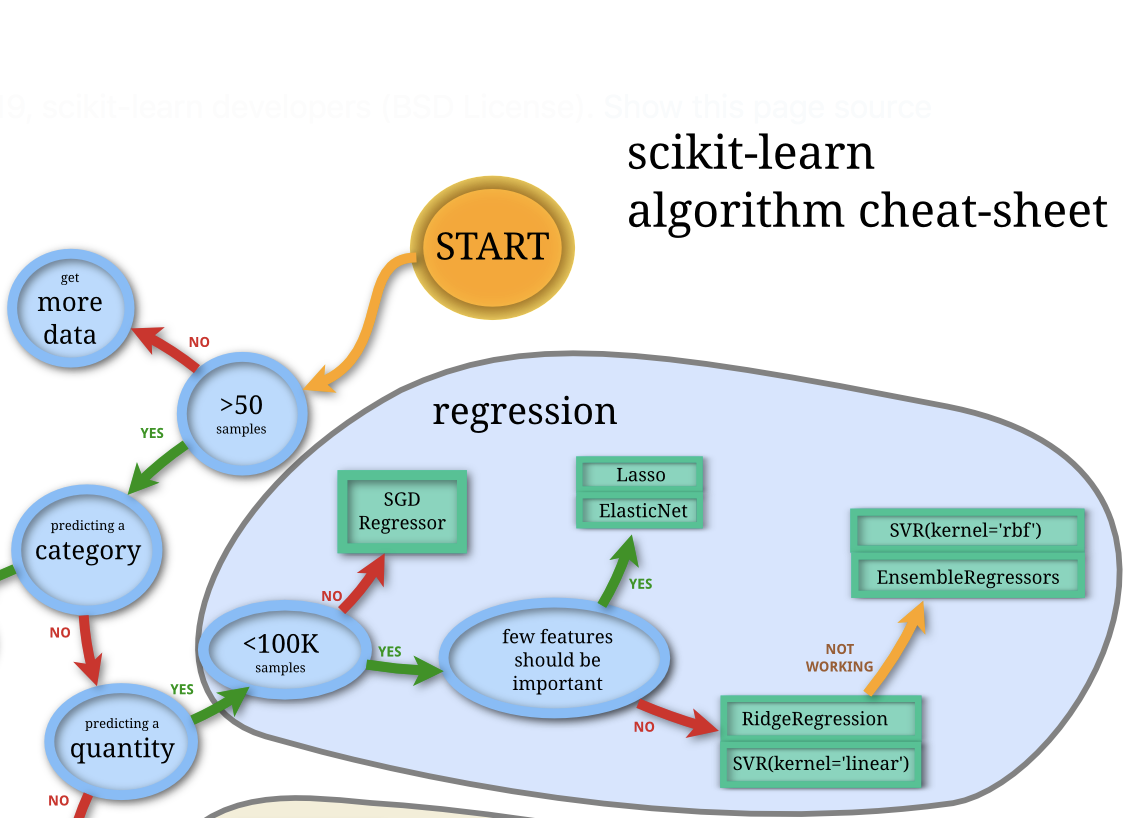 19, scikit-learn developers (BSD License). Show this page source
scikit-learn
algorithm cheat-sheet
START
get
more
data
NO
>50
samples
YES
predicting a
category
NO
predicting a
quantity
YES
NO
regression
<100K
samples
NO
SGD
Regressor
YES
few features
should be
important
YES
Lasso
ElasticNet
NO
RidgeRegression
SVR(kernel='linear')
NOT
WORKING
SVR(kernel='rbf')
EnsembleRegressors